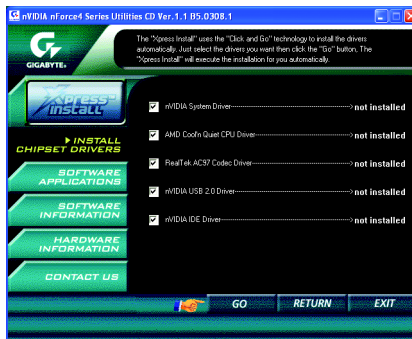 nVIDIA nForce4 Series Utilities CD Ver.1.1 B5.0308.1
GIGABYTE
The "Xpress Install" uses the "Click and Go" technology to install the drivers
automatically. Just select the drivers you want then click the "Go" button, The
"Xpress Install" will execute the installation for you automatically.
Xpress
Install
INSTALL
CHIPSET DRIVERS
SOFTWARE
APPLICATIONS
SOFTWARE
INFORMATION
HARDWARE
INFORMATION
CONTACT US
nVIDIA System Driver not installed
AMD Cool'n Quiet CPU Driver not installed
RealTek AC97 Codec Driver not installed
nVIDIA USB 2.0 Driver not installed
nVIDIA IDE Driver not installed
GO RETURN EXIT